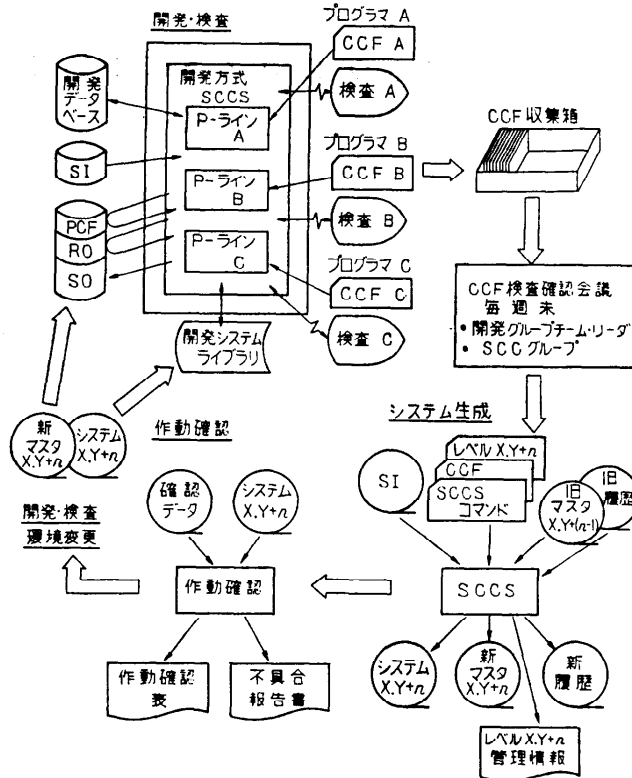 開発・検査
開発
データ
ベース
SI
PCF
RO
SO
開発方式
SCCS
P-ライン
A
P-ライン
B
P-ライン
C
開発システム
ライブラリ
プログラマ A
CCF A
検査 A
プログラマ B
CCF B
検査 B
プログラマ C
CCF C
検査 C
CCF収集箱
CCF検査確認会議
毎週末
• 開発グループチーム・リーダ
• SCCグループ
システム生成
SI
レベルX.Y+n
CCF
SCCS
コマンド
旧
マスタ
X.Y+(n-1)
旧
履歴
SCCS
システム
X.Y+n
新
マスタ
X.Y+n
新
履歴
レベルX.Y+n
管理情報
作動確認
確認
データ
システム
X.Y+n
作動確認
作動確認
表
不具合
報告書
新
マスタ
X.Y+n
システム
X.Y+n
開発・検査
環境変更